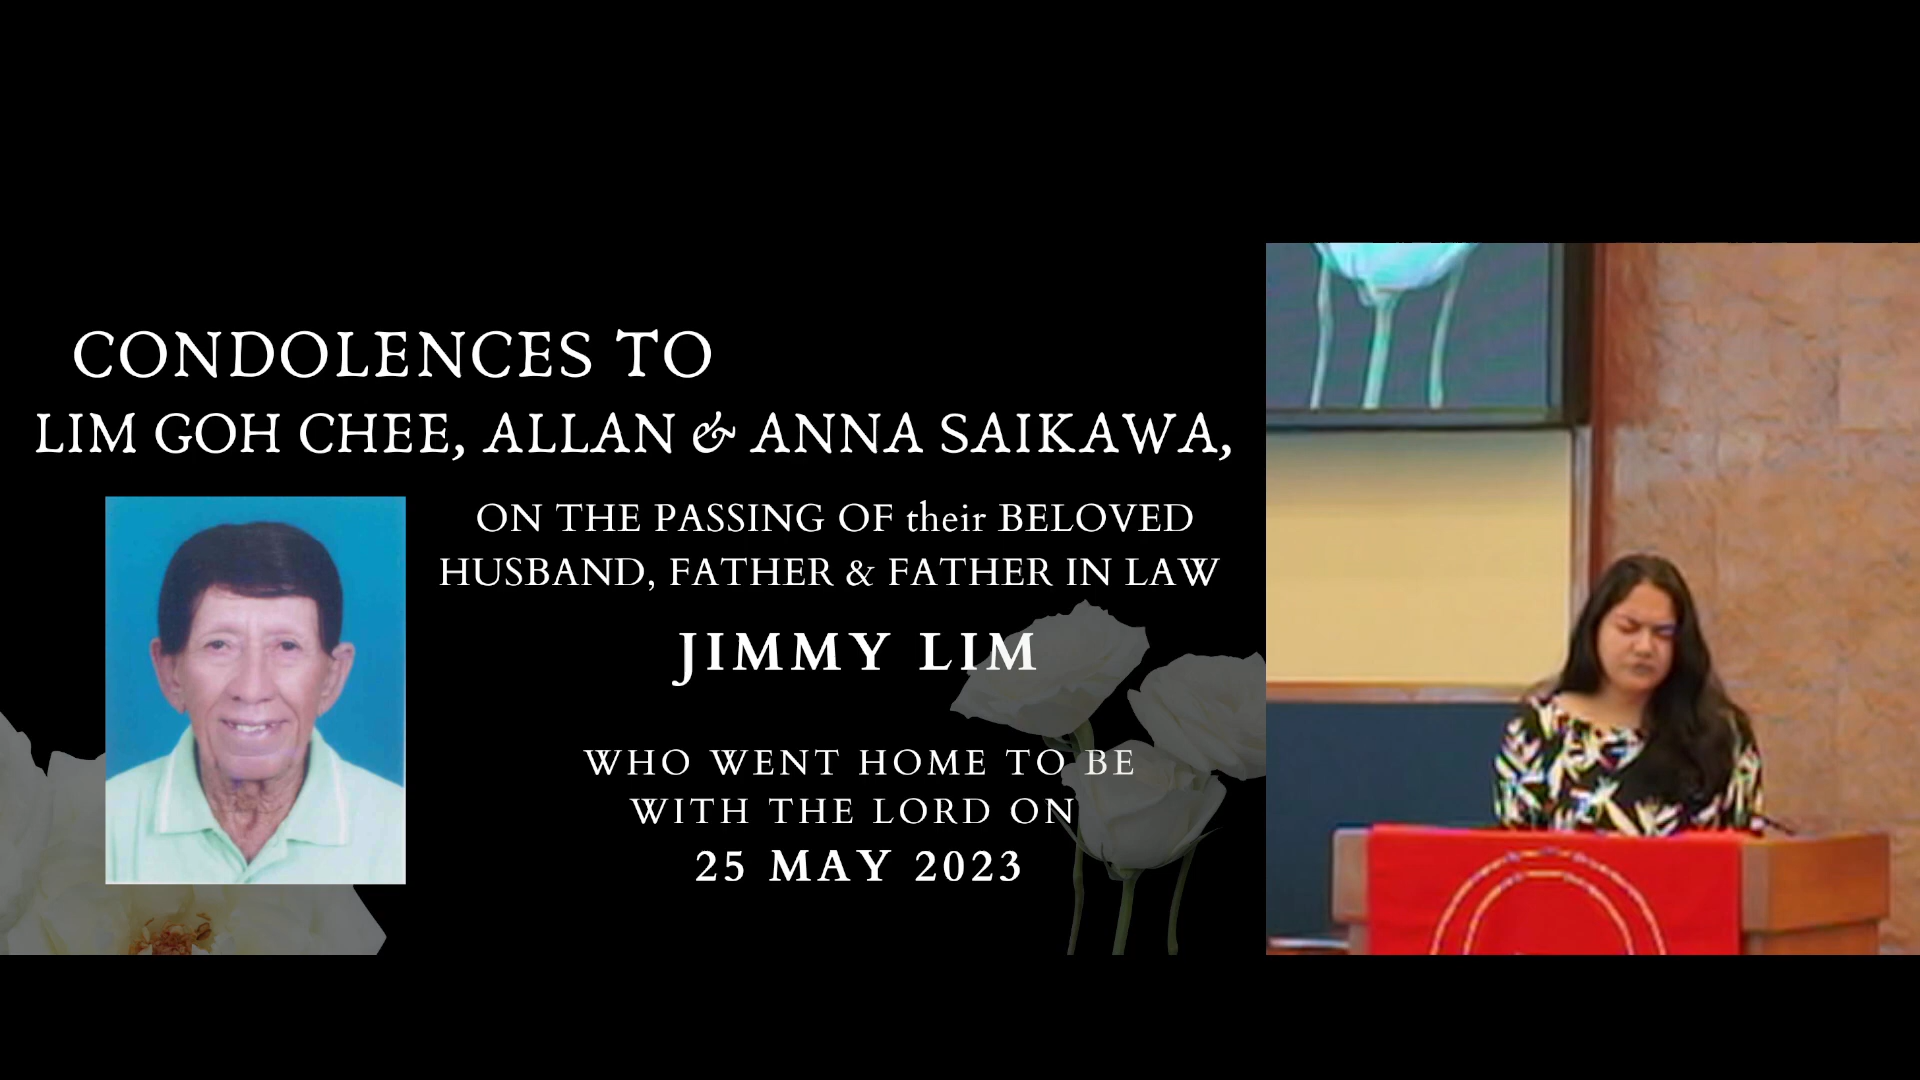 CONDOLENCES TO
LIM GOH CHEE, ALLAN & ANNA SAIKAWA,
ON THE PASSING OF their BELOVED
HUSBAND, FATHER & FATHER IN LAW
JIMMY LIM
WHO WENT HOME TO BE
WITH THE LORD ON
25 MAY 2023